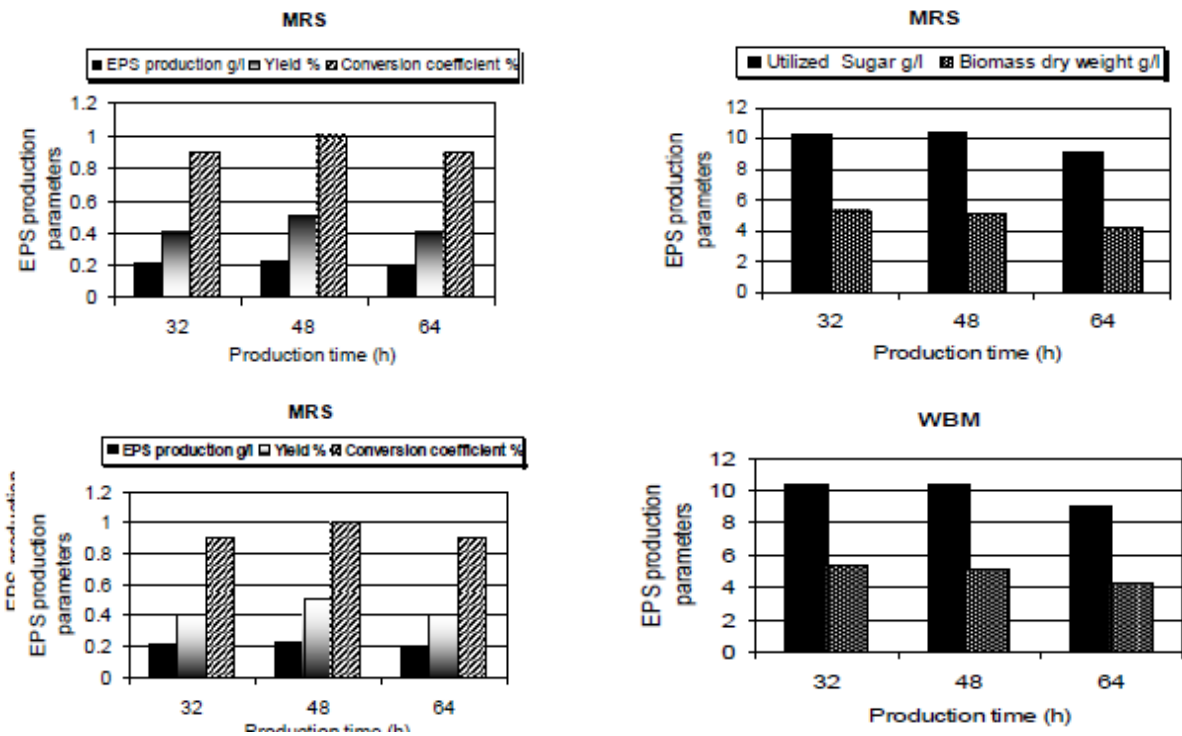 MRS
EPS production g/l Yield % Conversion coefficient %
1.2
1
0.8
0.6
0.4
0.2
0
EPS production
parameters
32 48 64
Production time (h)
MRS
Utilized Sugar g/l Biomass dry weight g/l
12
10
8
6
4
2
0
EPS production
parameters
32 48 64
Production time (h)
MRS
EPS production g/l Yield % Conversion coefficient %
1.2
1
0.8
0.6
0.4
0.2
0
EPS production
EPS production
parameters
32 48 64
Production time (h)
WBM
12
10
8
6
4
2
0
EPS production
parameters
32 48 64
Production time (h)